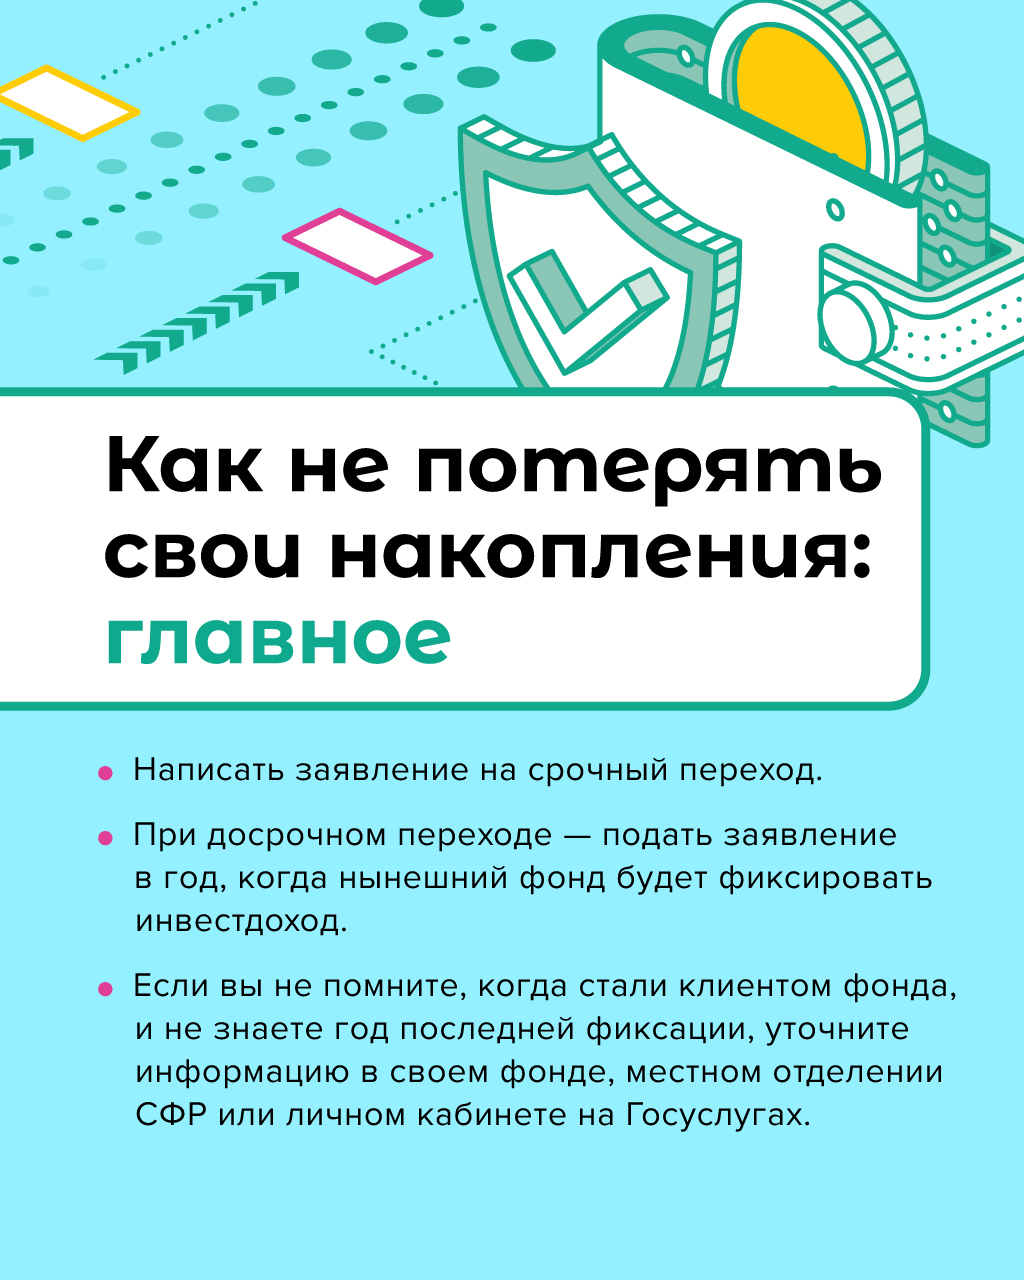 Как не потерять
свои накопления:
главное
• Написать заявление на срочный переход.
• При досрочном переходе — подать заявление
в год, когда нынешний фонд будет фиксировать
инвестдоход.
• Если вы не помните, когда стали клиентом фонда,
и не знаете год последней фиксации, уточните
информацию в своем фонде, местном отделении
СФР или личном кабинете на Госуслугах.